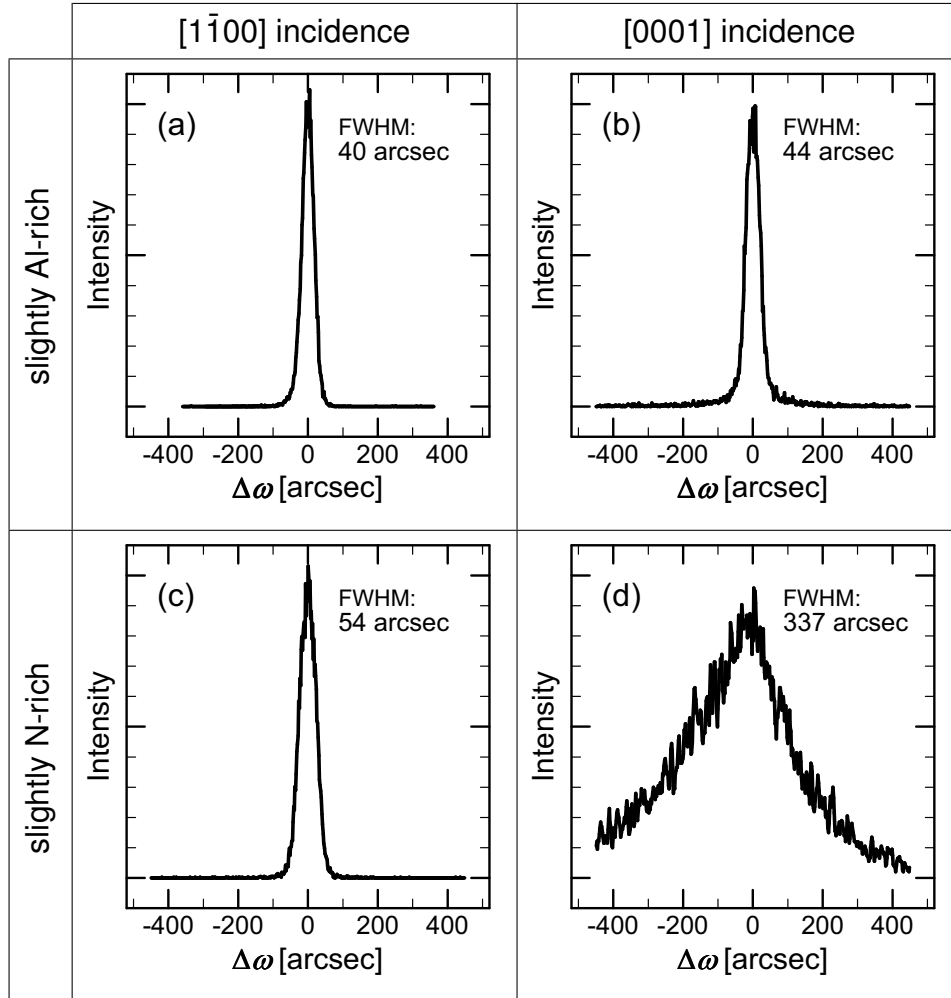 [11̅00] incidence
[0001] incidence
slightly Al-rich
(a)
FWHM:
40 arcsec
Intensity
-400 -200 0 200 400
Δω [arcsec]
(b)
FWHM:
44 arcsec
Intensity
-400 -200 0 200 400
Δω [arcsec]
slightly N-rich
(c)
FWHM:
54 arcsec
Intensity
-400 -200 0 200 400
Δω [arcsec]
(d)
FWHM:
337 arcsec
Intensity
-400 -200 0 200 400
Δω [arcsec]